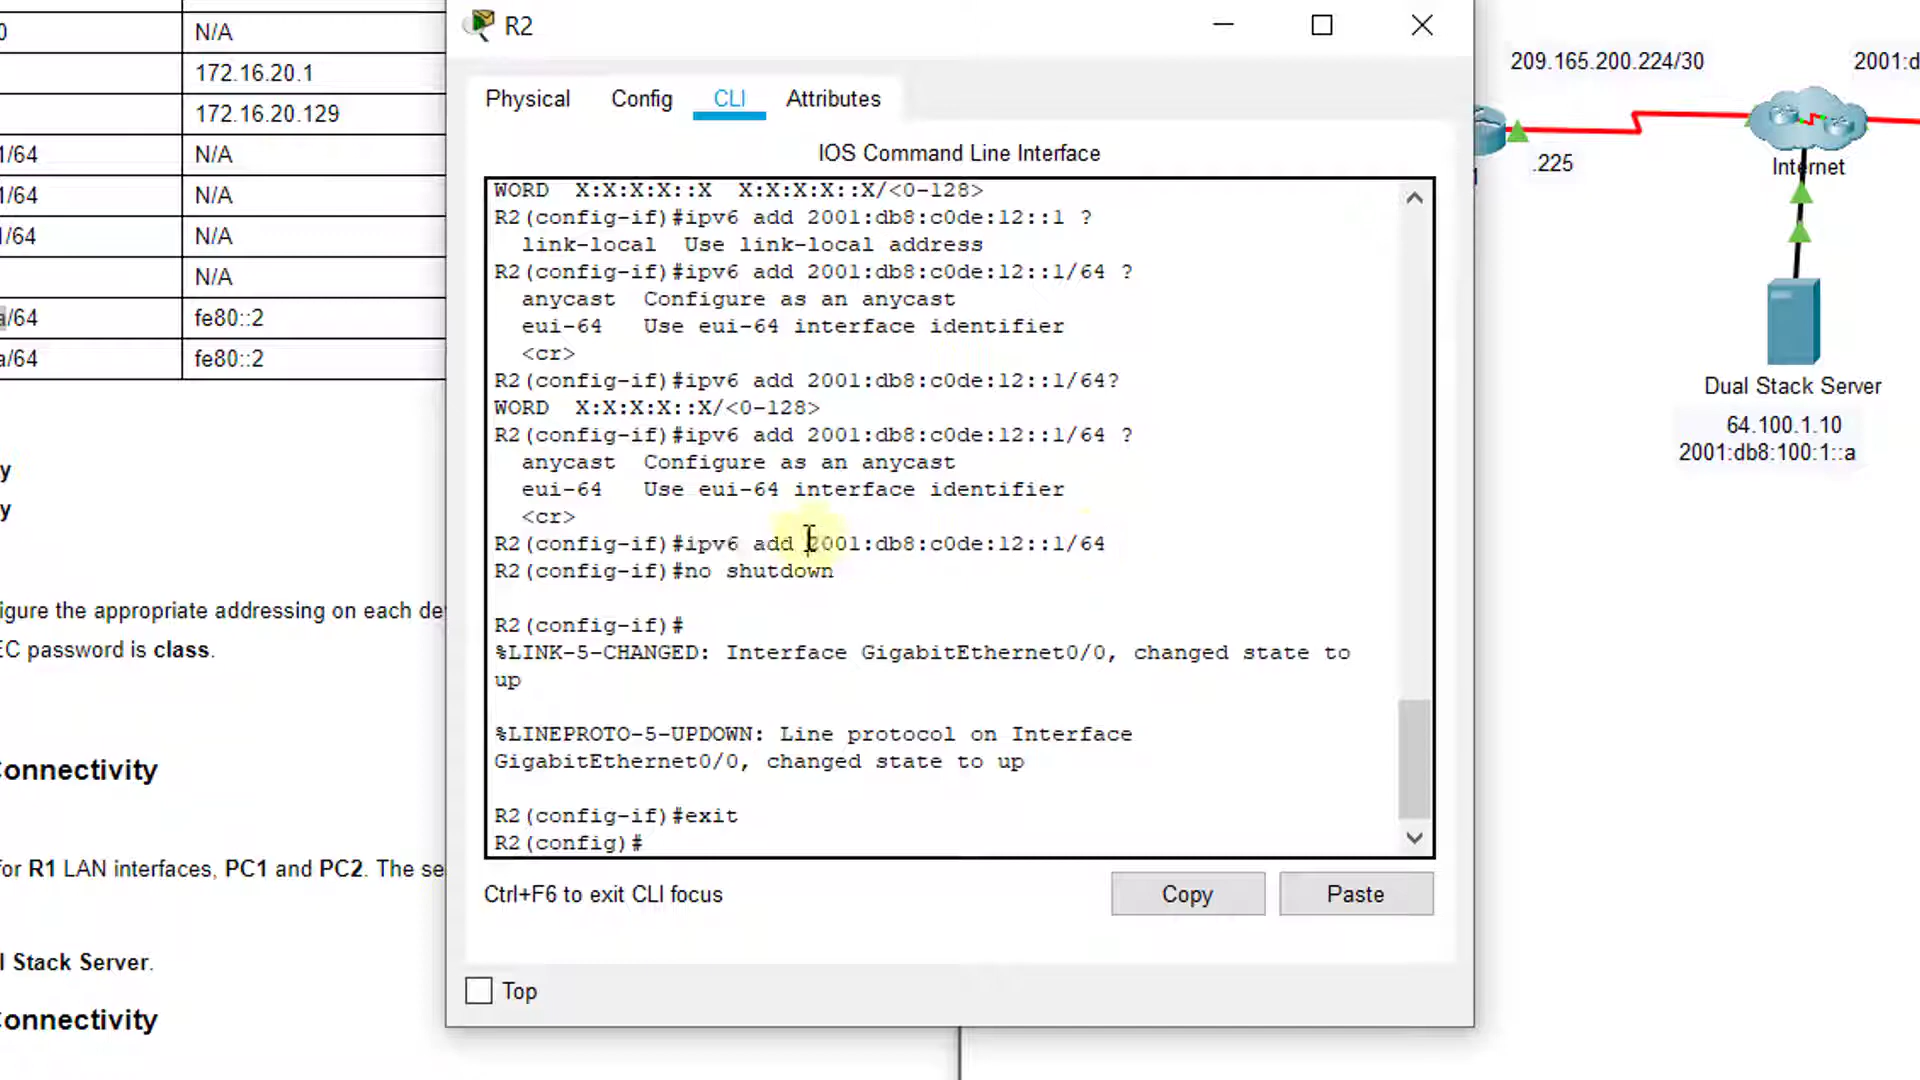 0
N/A
172.16.20.1
172.16.20.129
1/64
N/A
1/64
N/A
1/64
N/A
N/A
a/64
fe80::2
a/64
fe80::2
y
y
igure the appropriate addressing on each de
EC password is class.
Connectivity
for R1 LAN interfaces, PC1 and PC2. The se
l Stack Server.
Connectivity
R2
Physical Config CLI Attributes
IOS Command Line Interface
WORD  X:X:X:X::X  X:X:X:X::X/<0-128>
R2(config-if)#ipv6 add 2001:db8:c0de:12::1 ?
link-local  Use link-local address
R2(config-if)#ipv6 add 2001:db8:c0de:12::1/64 ?
anycast  Configure as an anycast
eui-64   Use eui-64 interface identifier
<cr>
R2(config-if)#ipv6 add 2001:db8:c0de:12::1/64?
WORD  X:X:X:X::X/<0-128>
R2(config-if)#ipv6 add 2001:db8:c0de:12::1/64 ?
anycast  Configure as an anycast
eui-64   Use eui-64 interface identifier
<cr>
R2(config-if)#ipv6 add 2001:db8:c0de:12::1/64
R2(config-if)#no shutdown
R2(config-if)#
%LINK-5-CHANGED: Interface GigabitEthernet0/0, changed state to
up
%LINEPROTO-5-UPDOWN: Line protocol on Interface
GigabitEthernet0/0, changed state to up
R2(config-if)#exit
R2(config)#
Ctrl+F6 to exit CLI focus
Copy
Paste
Top
209.165.200.224/30
2001:d
.225
Internet
Dual Stack Server
64.100.1.10
2001:db8:100:1::a